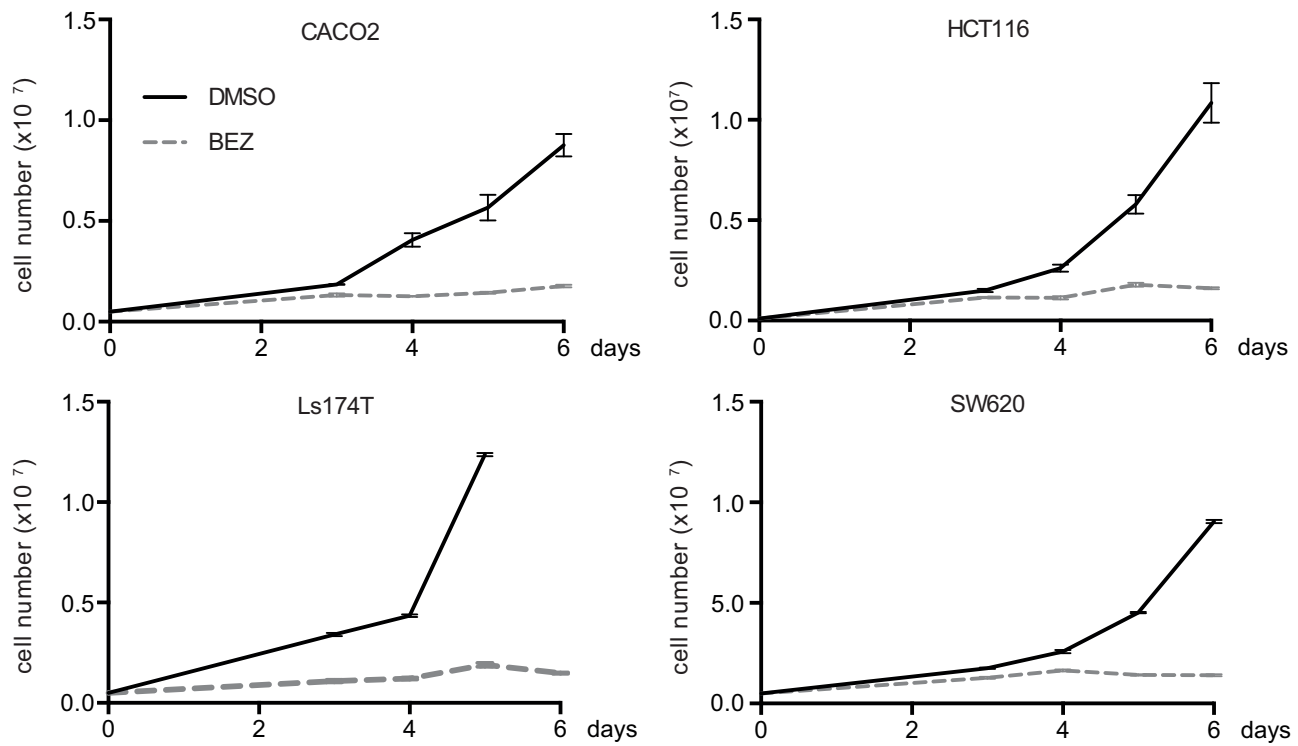 CACO2
1.5
1.0
0.5
0.0
cell number (x10 ⁷)
DMSO
BEZ
0 2 4 6 days
HCT116
1.5
1.0
0.5
0.0
cell number (x10⁷)
0 2 4 6 days
Ls174T
1.5
1.0
0.5
0.0
cell number (x10 ⁷)
0 2 4 6 days
SW620
1.5
1.0
5.0
0.0
cell number (x10 ⁷)
0 2 4 6 days